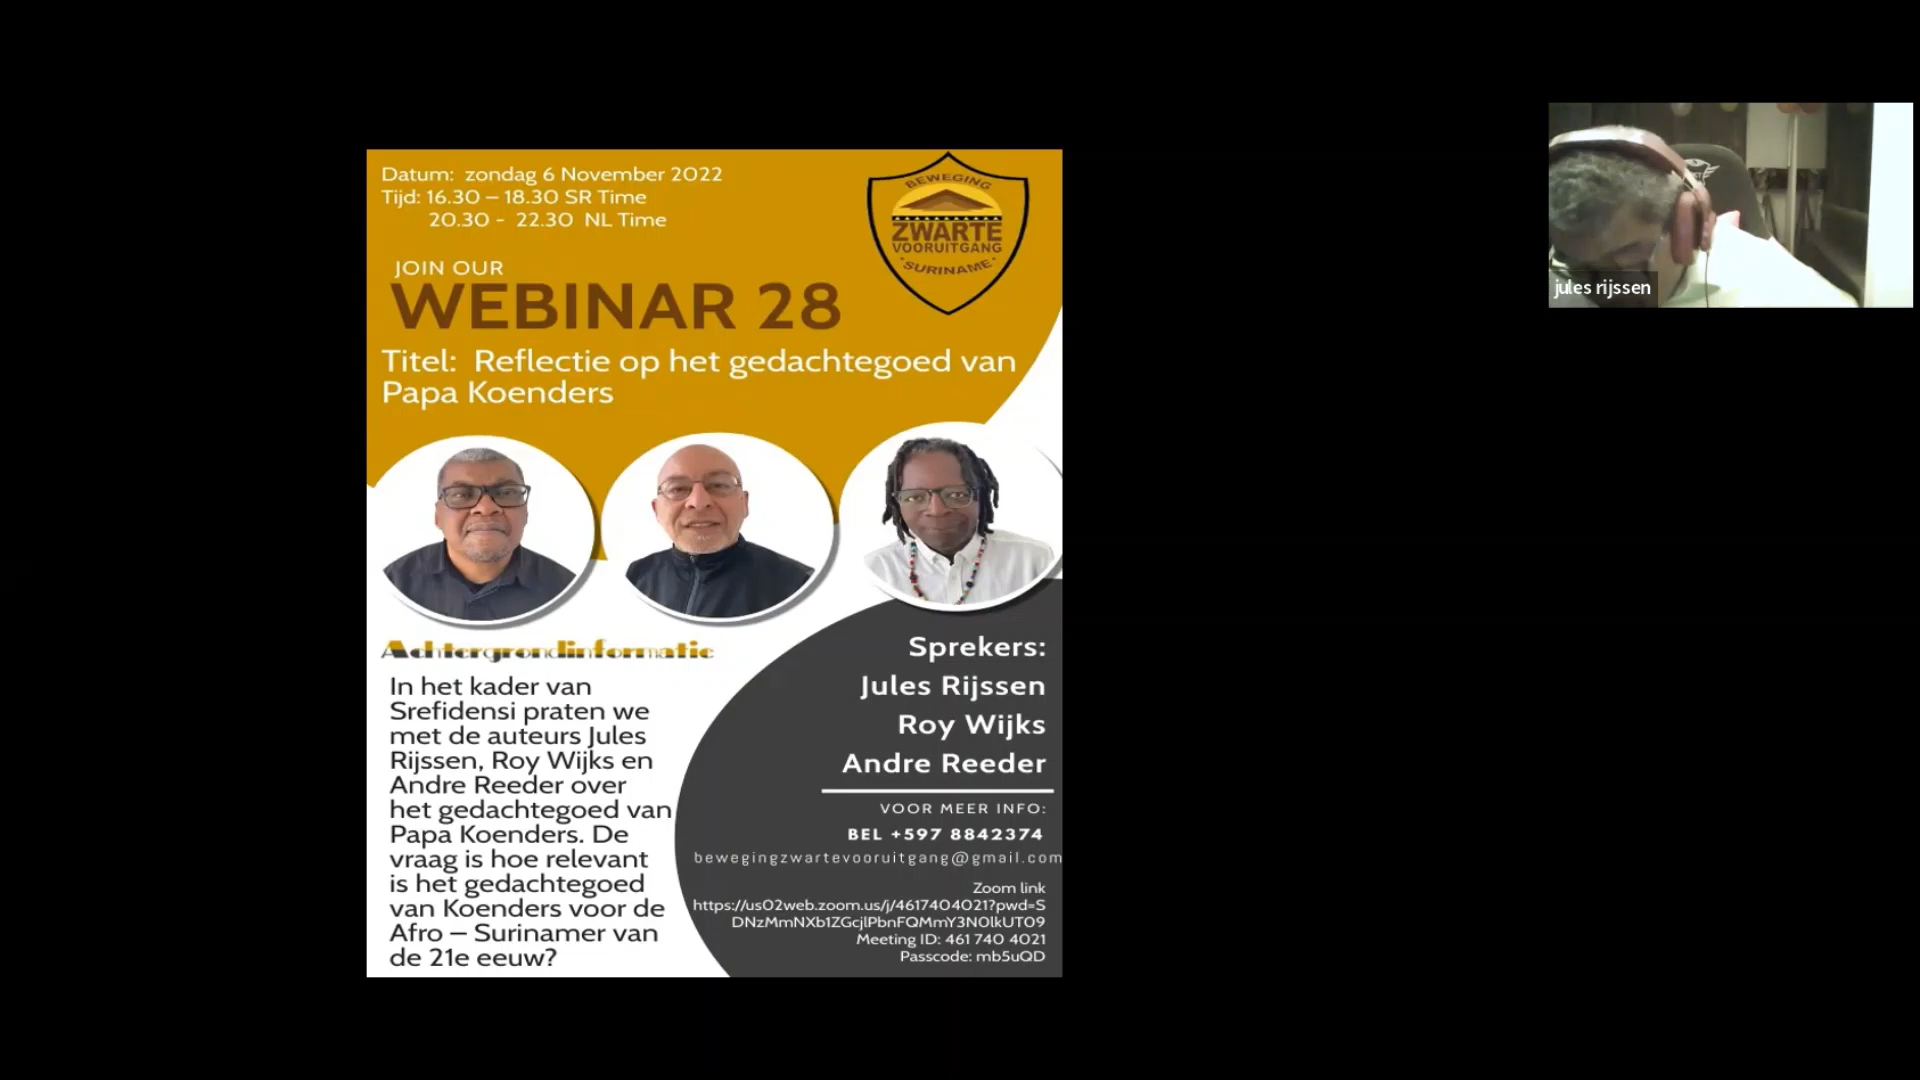 Datum: zondag 6 November 2022
Tijd: 16.30 – 18.30 SR Time
20.30 - 22.30 NL Time
BEWEGING
ZWARTE
VOORUITGANG
SURINAME
JOIN OUR
WEBINAR 28
Titel: Reflectie op het gedachtegoed van
Papa Koenders
Achtergrondinformatie
In het kader van
Srefidensi praten we
met de auteurs Jules
Rijssen, Roy Wijks en
Andre Reeder over
het gedachtegoed van
Papa Koenders. De
vraag is hoe relevant
is het gedachtegoed
van Koenders voor de
Afro – Surinamer van
de 21e eeuw?
Sprekers:
Jules Rijssen
Roy Wijks
Andre Reeder
VOOR MEER INFO:
BEL +597 8842374
bewegingzwartevooruitgang@gmail.com
Zoom link
https://us02web.zoom.us/j/4617404021?pwd=S
DNzMmNXb1ZGcjlPbnFQMmY3N0lkUT09
Meeting ID: 461 740 4021
Passcode: mb5uQD
jules rijssen